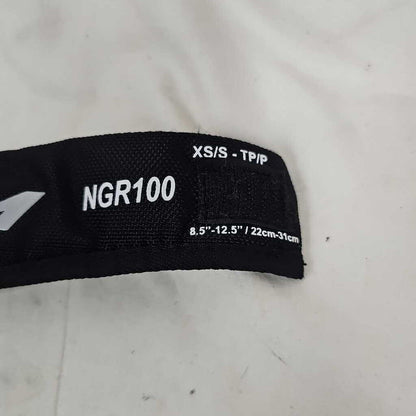 XS/S - TP/P
NGR100
8.5"-12.5" / 22cm-31cm